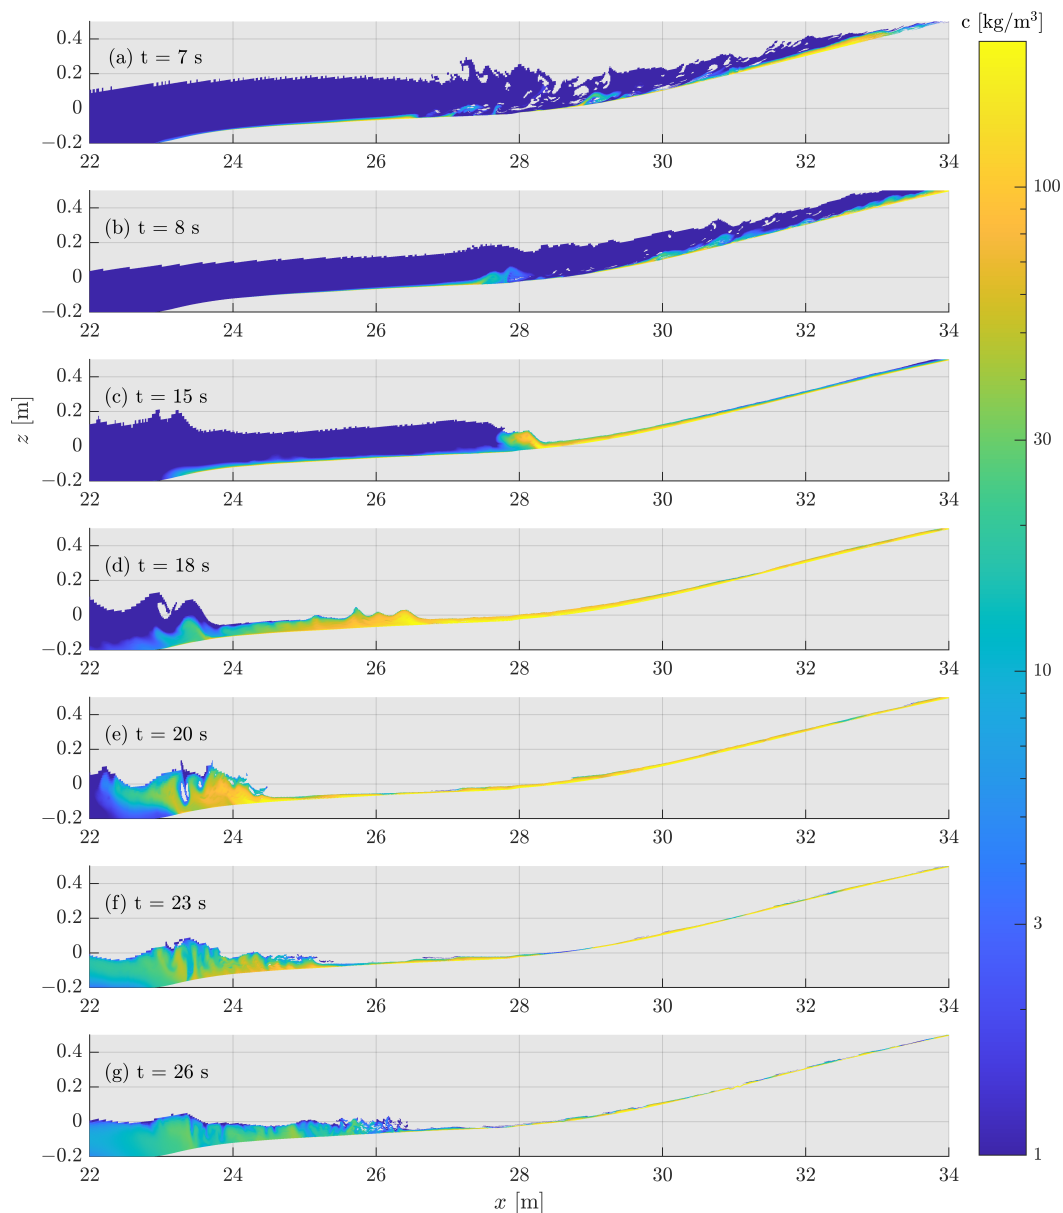 c [kg/m³]
0.4
(a) t = 7 s
0.2
0
−0.2
22 24 26 28 30 32 34
0.4
(b) t = 8 s
0.2
0
−0.2
22 24 26 28 30 32 34
0.4
(c) t = 15 s
0.2
0
−0.2
22 24 26 28 30 32 34
0.4
(d) t = 18 s
0.2
0
−0.2
22 24 26 28 30 32 34
0.4
(e) t = 20 s
0.2
0
−0.2
22 24 26 28 30 32 34
0.4
(f) t = 23 s
0.2
0
−0.2
22 24 26 28 30 32 34
0.4
(g) t = 26 s
0.2
0
−0.2
22 24 26 28 30 32 34
z [m]
x [m]
100
30
10
3
1